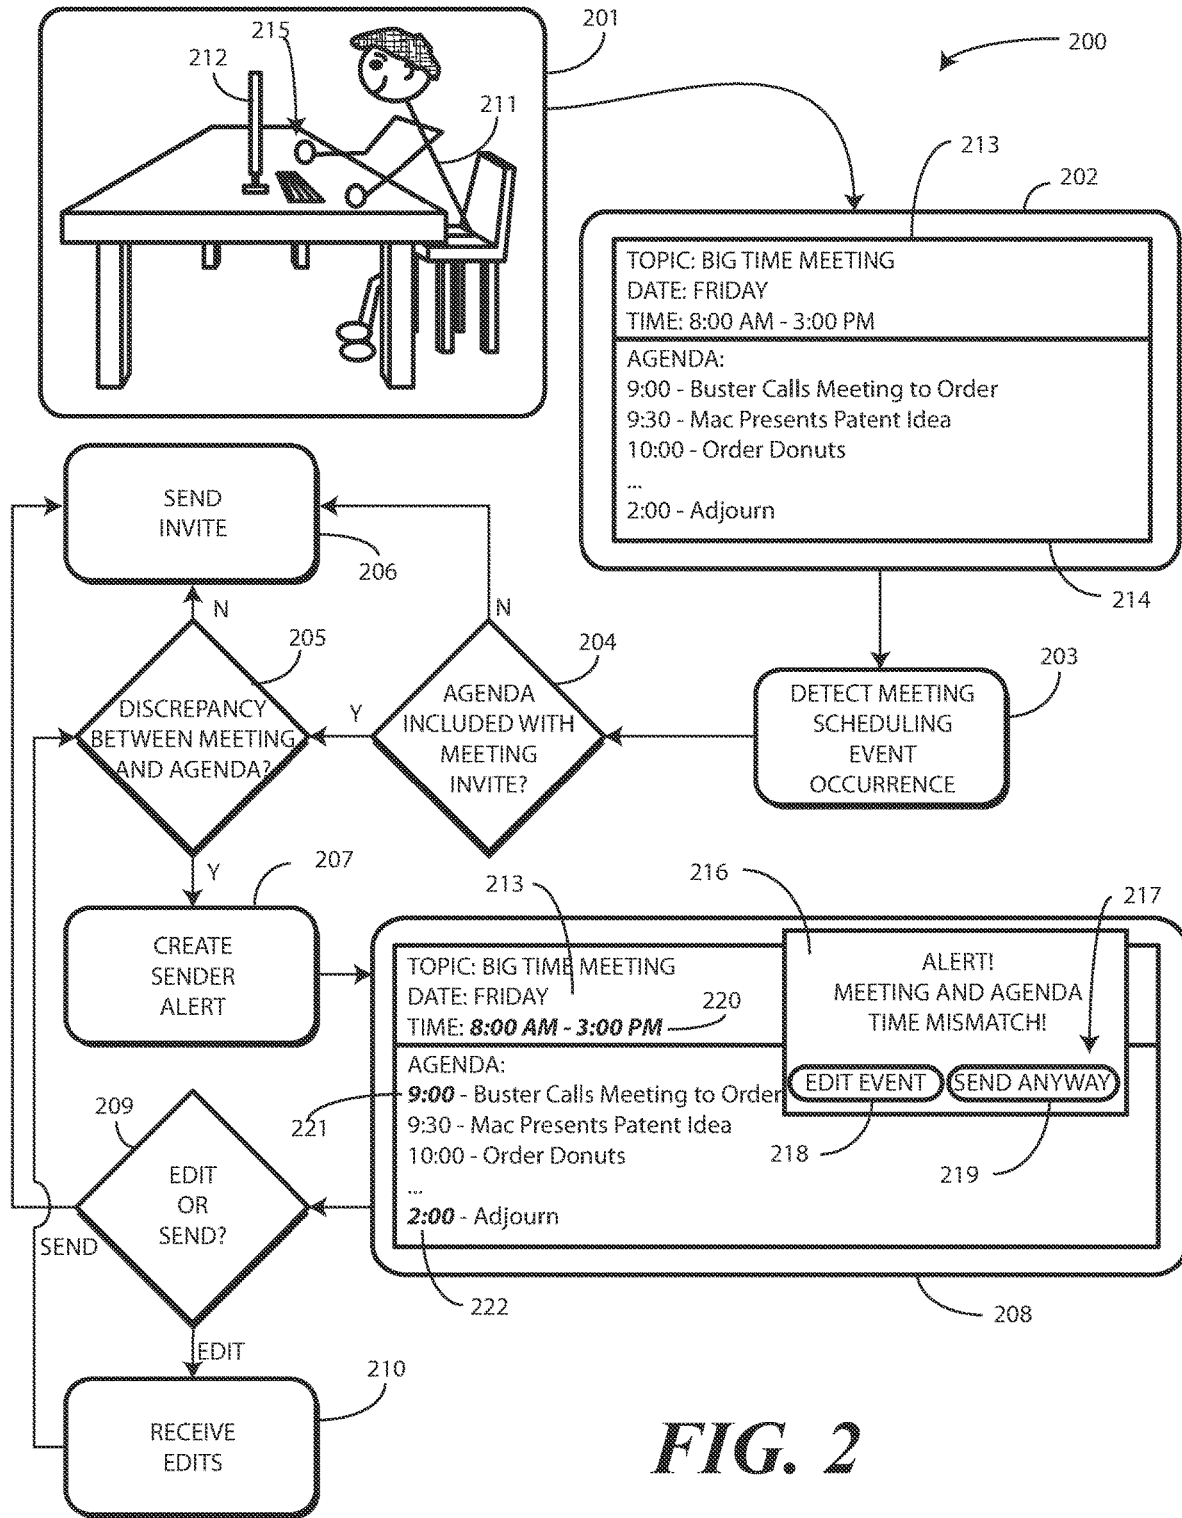 201
200
215
212
211
213
202
TOPIC: BIG TIME MEETING
DATE: FRIDAY
TIME: 8:00 AM - 3:00 PM
AGENDA:
9:00 - Buster Calls Meeting to Order
9:30 - Mac Presents Patent Idea
10:00 - Order Donuts
...
2:00 - Adjourn
214
SEND
INVITE
206
N
N
205
204
203
DISCREPANCY
BETWEEN MEETING
AND AGENDA?
Y
AGENDA
INCLUDED WITH
MEETING
INVITE?
DETECT MEETING
SCHEDULING
EVENT
OCCURRENCE
Y
207
CREATE
SENDER
ALERT
213
216
217
TOPIC: BIG TIME MEETING
DATE: FRIDAY
TIME: 8:00 AM - 3:00 PM
220
ALERT!
MEETING AND AGENDA
TIME MISMATCH!
EDIT EVENT
SEND ANYWAY
218
219
AGENDA:
9:00 - Buster Calls Meeting to Order
221
9:30 - Mac Presents Patent Idea
10:00 - Order Donuts
...
2:00 - Adjourn
222
208
209
EDIT
OR
SEND?
SEND
EDIT
210
RECEIVE
EDITS
FIG. 2